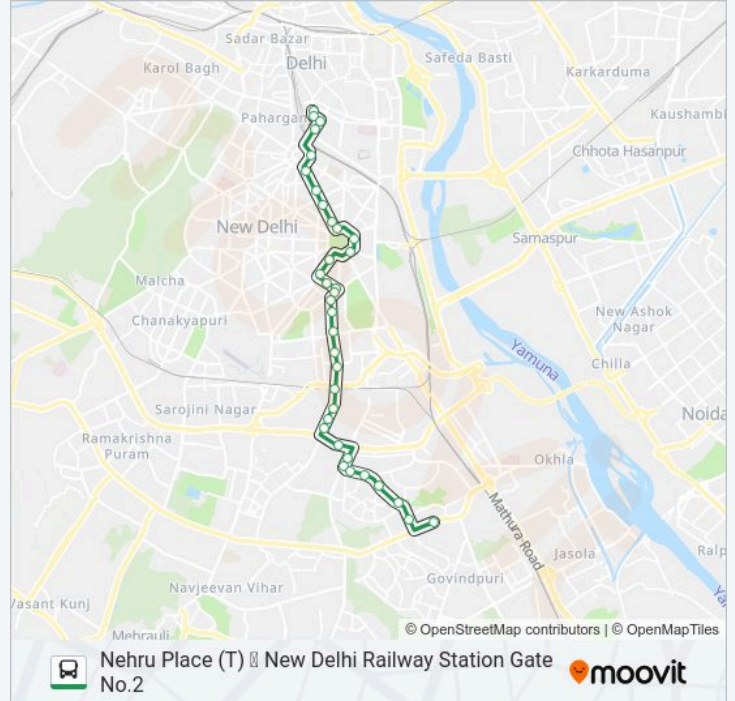 Sadar Bazar
Safeda Basti
Delhi
Karol Bagh
Karkarduma
Kaushambi
Paharganj
Chhota Hasanpur
New Delhi
Samaspur
Malcha
New Ashok
Nagar
Chanakyapuri
Yamuna
Chilla
Sarojini Nagar
Noida
Ramakrishna
Puram
Okhla
Mathura Road
Jasola
Ralp
Govindpuri
Navjeevan Vihar
Vasant Kunj
Yar
Mehrauli
© OpenStreetMap contributors | © OpenMapTiles
Nehru Place (T) New Delhi Railway Station Gate
No.2
moovit